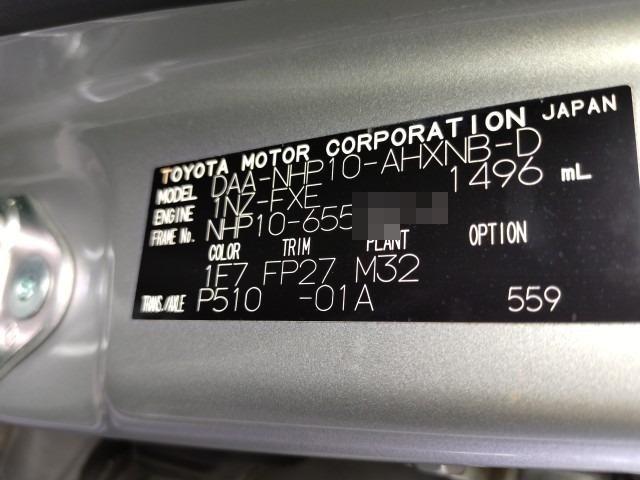 TOYOTA MOTOR CORPORATION JAPAN
MODEL DAA-NHP10-AHXNB-D
ENGINE 1NZ-FXE 1496 mL
FRAME No. NHP10-655
COLOR TRIM PLANT OPTION
1F7 FP27 M32
TRANS./AXLE P510 -01A 559